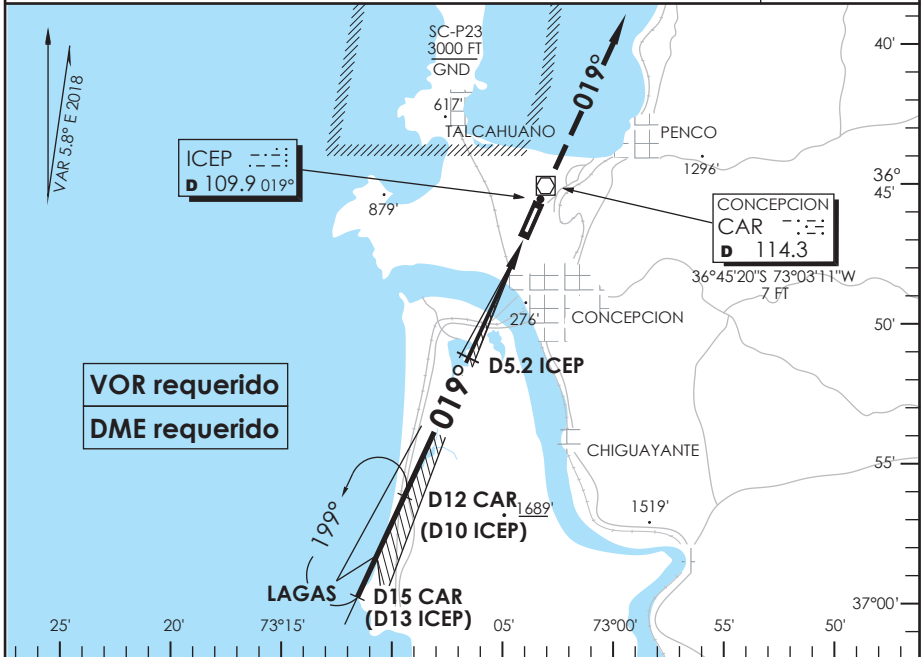 SC-P23
3000 FT
GND
40'
019°
VAR 5.8° E 2018
617'
TALCAHUANO
PENCO
ICEP
D 109.9 019°
1296'
36°
45'
879'
CONCEPCION
CAR
D 114.3
36°45'20"S 73°03'11"W
7 FT
276'
CONCEPCION
50'
D5.2 ICEP
VOR requerido
DME requerido
019°
CHIGUAYANTE
55'
D12 CAR
(D10 ICEP)
1689'
1519'
199°
LAGAS
D15 CAR
(D13 ICEP)
37°00'
25'
20'
73°15'
05'
73°00'
55'
50'